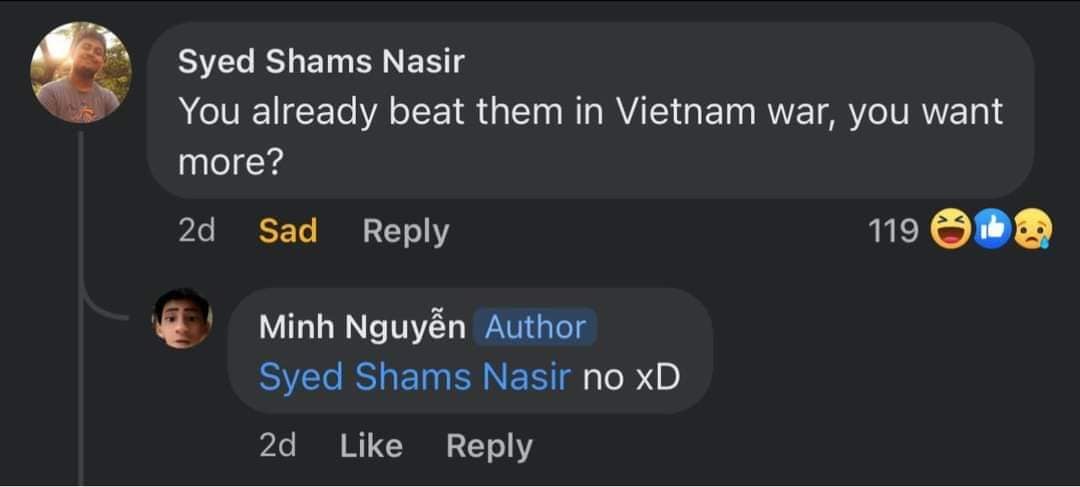 Syed Shams Nasir
You already beat them in Vietnam war, you want
more?
2d Sad Reply 119
Minh Nguyễn Author
Syed Shams Nasir no xD
2d Like Reply